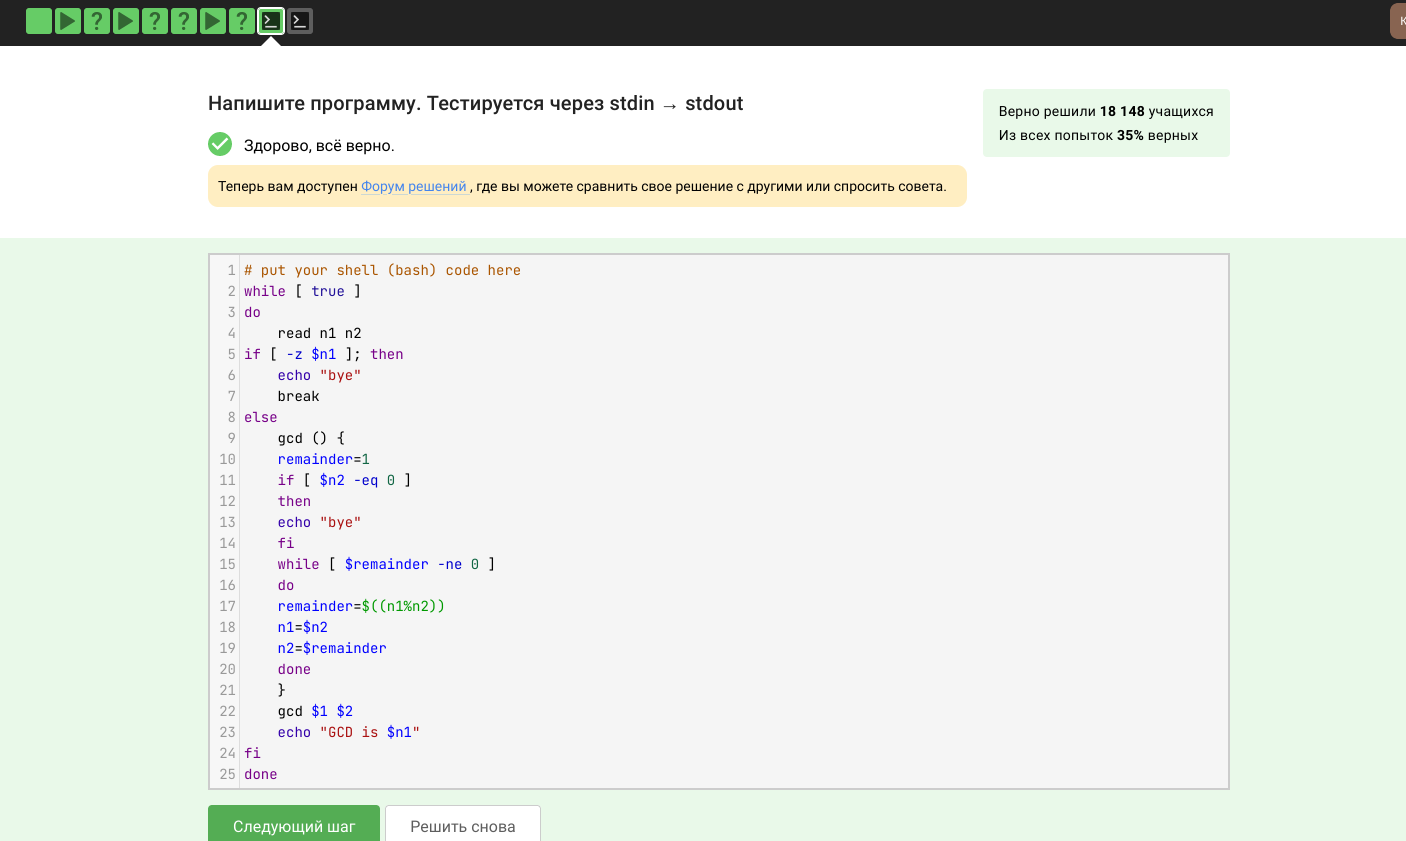 К
Напишите программу. Тестируется через stdin → stdout
Здорово, всё верно.
Теперь вам доступен Форум решений , где вы можете сравнить свое решение с другими или спросить совета.
Верно решили 18 148 учащихся
Из всех попыток 35% верных
1 # put your shell (bash) code here
2 while [ true ]
3 do
4     read n1 n2
5 if [ -z $n1 ]; then
6     echo "bye"
7     break
8 else
9     gcd () {
10     remainder=1
11     if [ $n2 -eq 0 ]
12     then
13     echo "bye"
14     fi
15     while [ $remainder -ne 0 ]
16     do
17     remainder=$((n1%n2))
18     n1=$n2
19     n2=$remainder
20     done
21     }
22     gcd $1 $2
23     echo "GCD is $n1"
24 fi
25 done
Следующий шаг
Решить снова